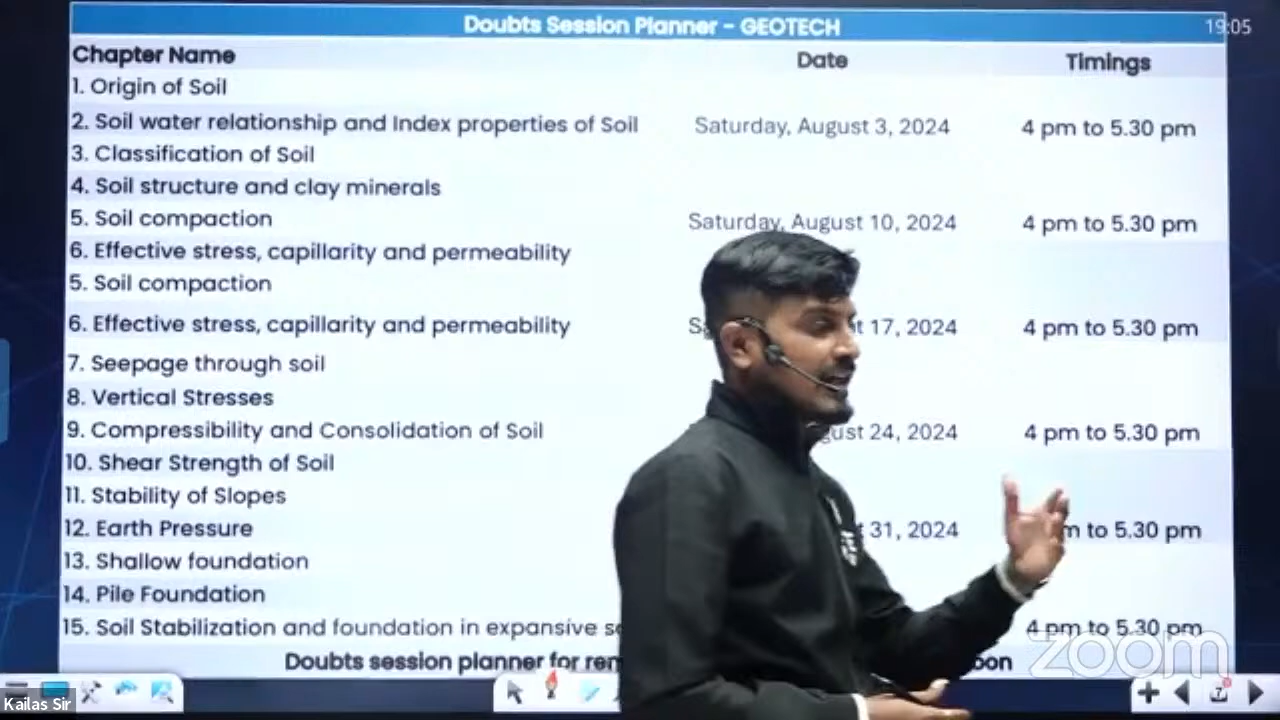 Doubts Session Planner - GEOTECH
19:05
Chapter Name Date Timings
1. Origin of Soil
2. Soil water relationship and Index properties of Soil Saturday, August 3, 2024 4 pm to 5.30 pm
3. Classification of Soil
4. Soil structure and clay minerals
5. Soil compaction Saturday, August 10, 2024 4 pm to 5.30 pm
6. Effective stress, capillarity and permeability
5. Soil compaction
6. Effective stress, capillarity and permeability 17, 2024 4 pm to 5.30 pm
7. Seepage through soil
8. Vertical Stresses
9. Compressibility and Consolidation of Soil 24, 2024 4 pm to 5.30 pm
10. Shear Strength of Soil
11. Stability of Slopes
12. Earth Pressure 31, 2024 to 5.30 pm
13. Shallow foundation
14. Pile Foundation
15. Soil Stabilization and foundation in expansive 4 pm to 5.30 pm
Doubts session planner for
zoom
Kailas Sir
7